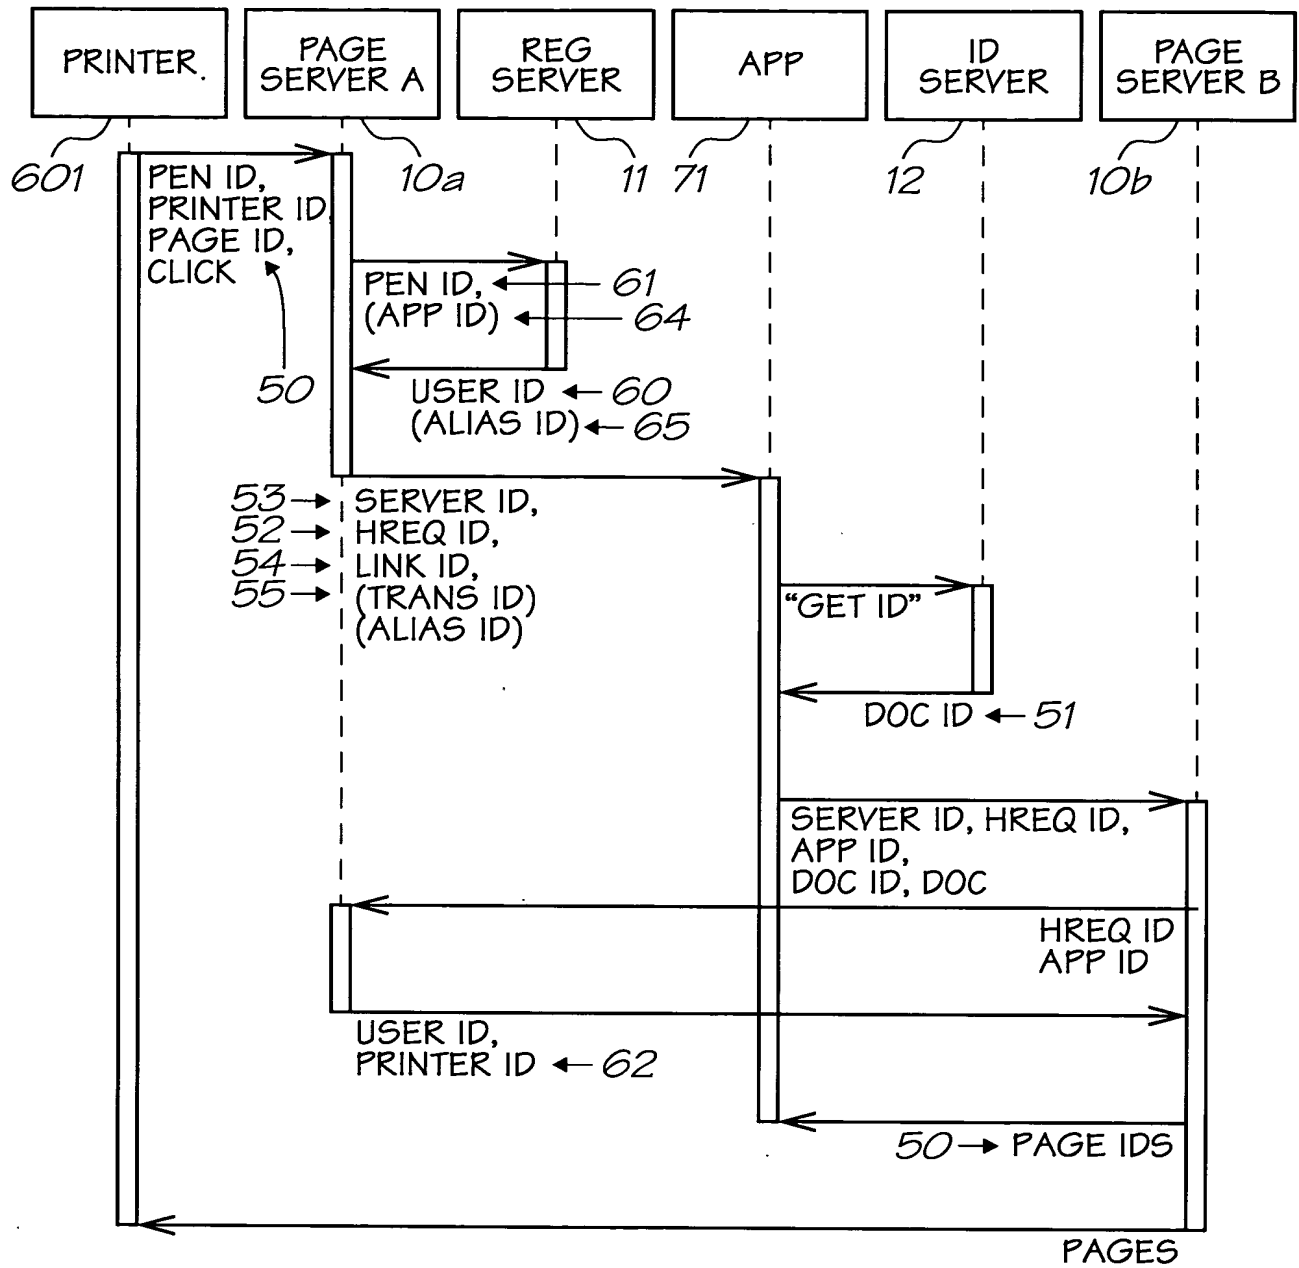 PRINTER.
PAGE
SERVER A
REG
SERVER
APP
ID
SERVER
PAGE
SERVER B
601
10a
11
71
12
10b
PEN ID,
PRINTER ID
PAGE ID,
CLICK
50
PEN ID,
61
(APP ID)
64
USER ID
60
(ALIAS ID)
65
53
SERVER ID,
52
HREQ ID,
54
LINK ID,
55
(TRANS ID)
(ALIAS ID)
“GET ID”
DOC ID
51
SERVER ID, HREQ ID,
APP ID,
DOC ID, DOC
HREQ ID
APP ID
USER ID,
PRINTER ID
62
50
PAGE IDS
PAGES